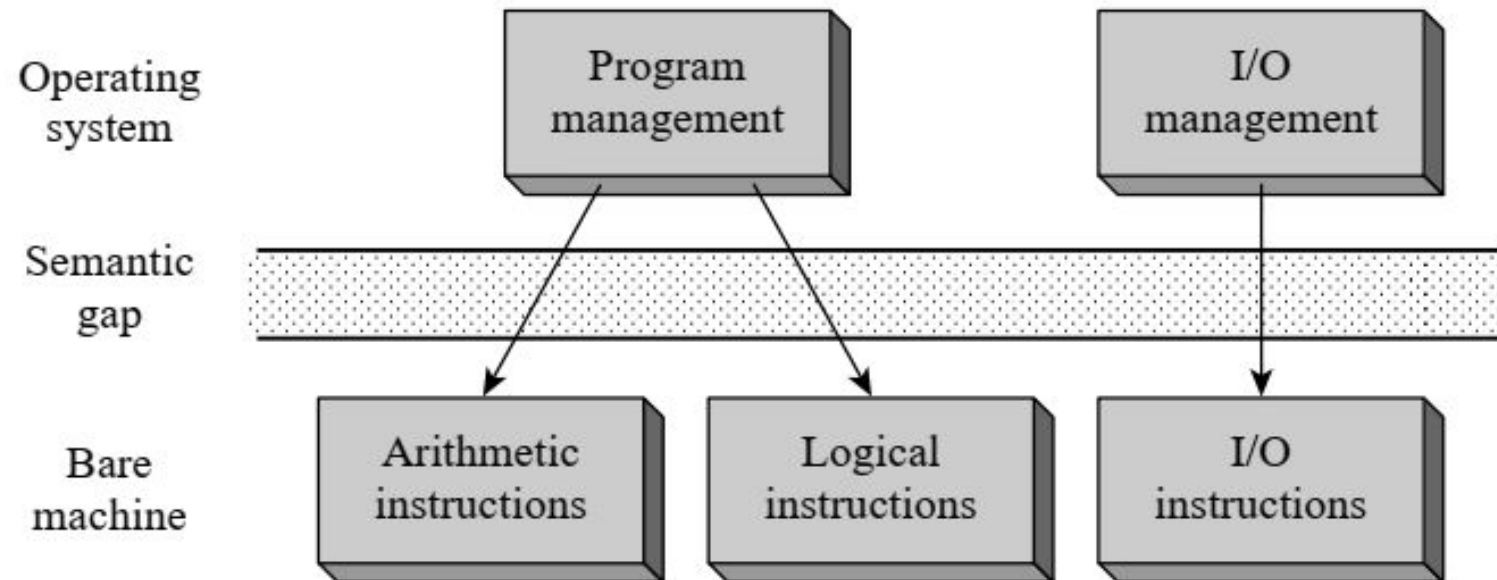 Operating
system
Program
management
I/O
management
Semantic
gap
Bare
machine
Arithmetic
instructions
Logical
instructions
I/O
instructions